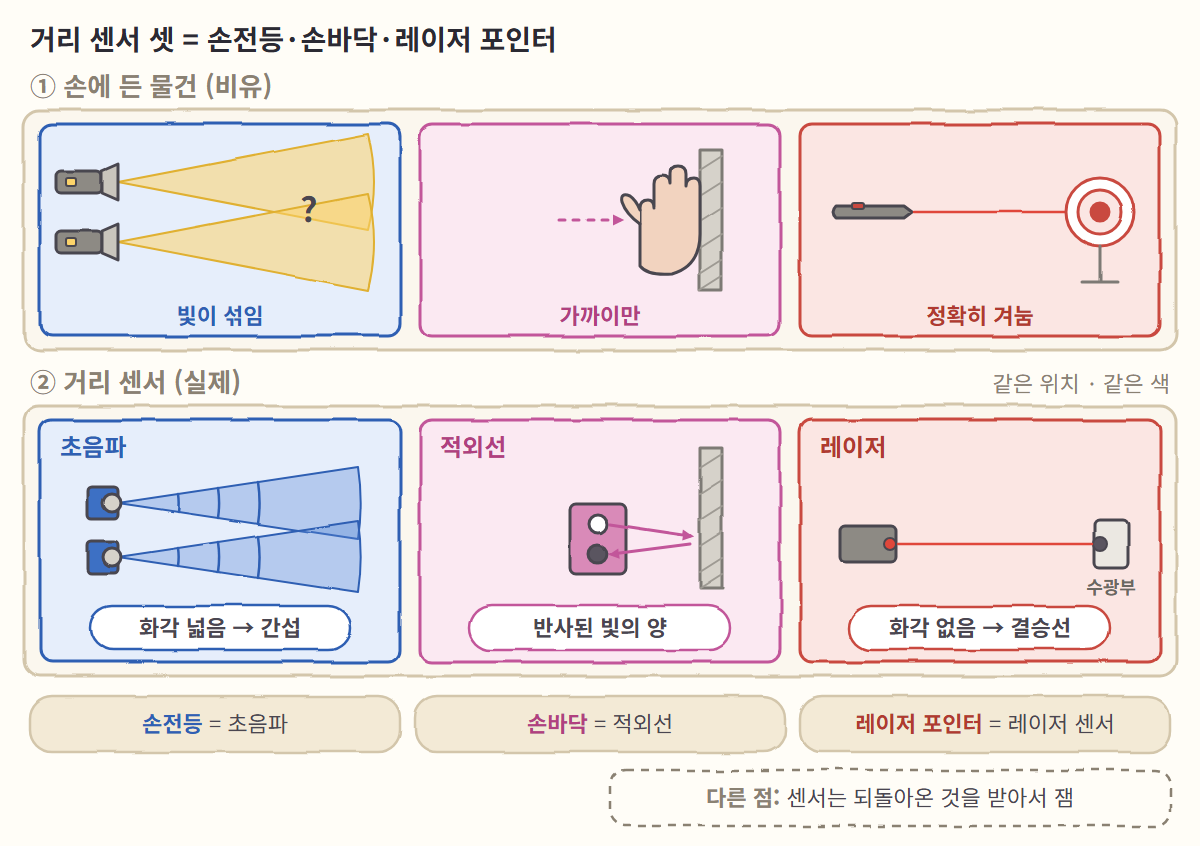 거리 센서 셋 = 손전등·손바닥·레이저 포인터
① 손에 든 물건 (비유)
?
빛이 섞임
가까이만
정확히 겨눔
② 거리 센서 (실제)
같은 위치 · 같은 색
초음파
적외선
레이저
수광부
화각 넓음 → 간섭
반사된 빛의 양
화각 없음 → 결승선
손전등 = 초음파
손바닥 = 적외선
레이저 포인터 = 레이저 센서
다른 점: 센서는 되돌아온 것을 받아서 잼